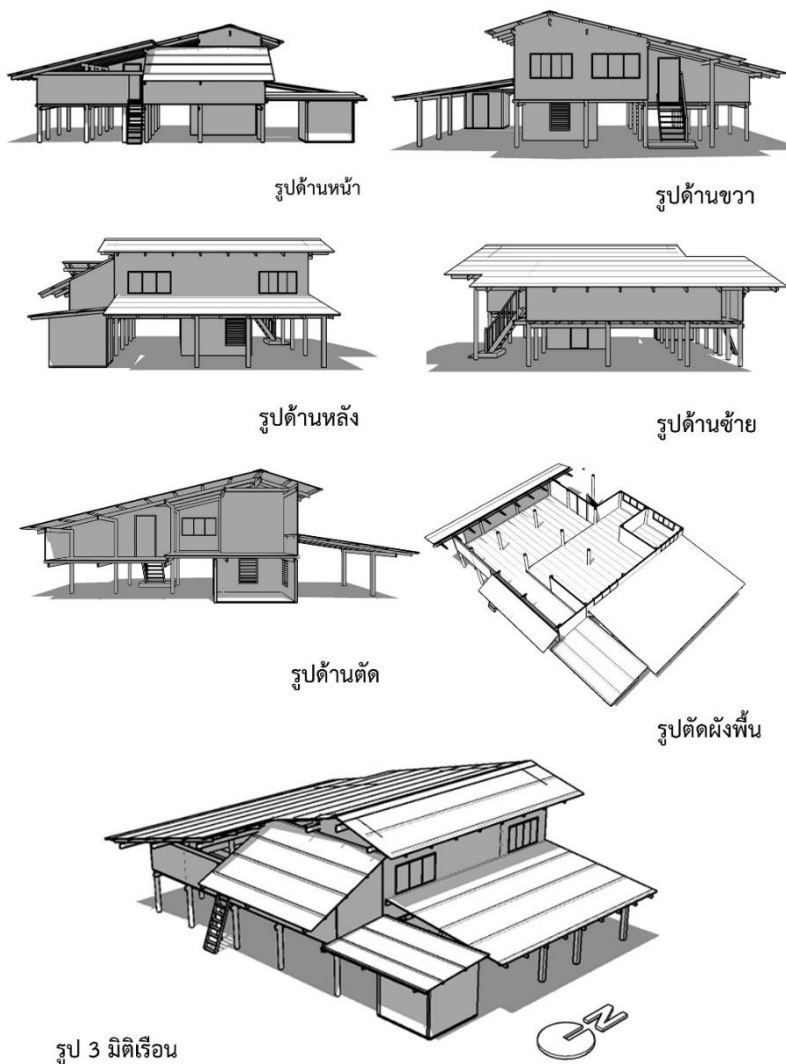 รูปด้านหน้า
รูปด้านขวา
รูปด้านหลัง
รูปด้านซ้าย
รูปด้านตัด
รูปตัดผังพื้น
รูป 3 มิติเรือน
N